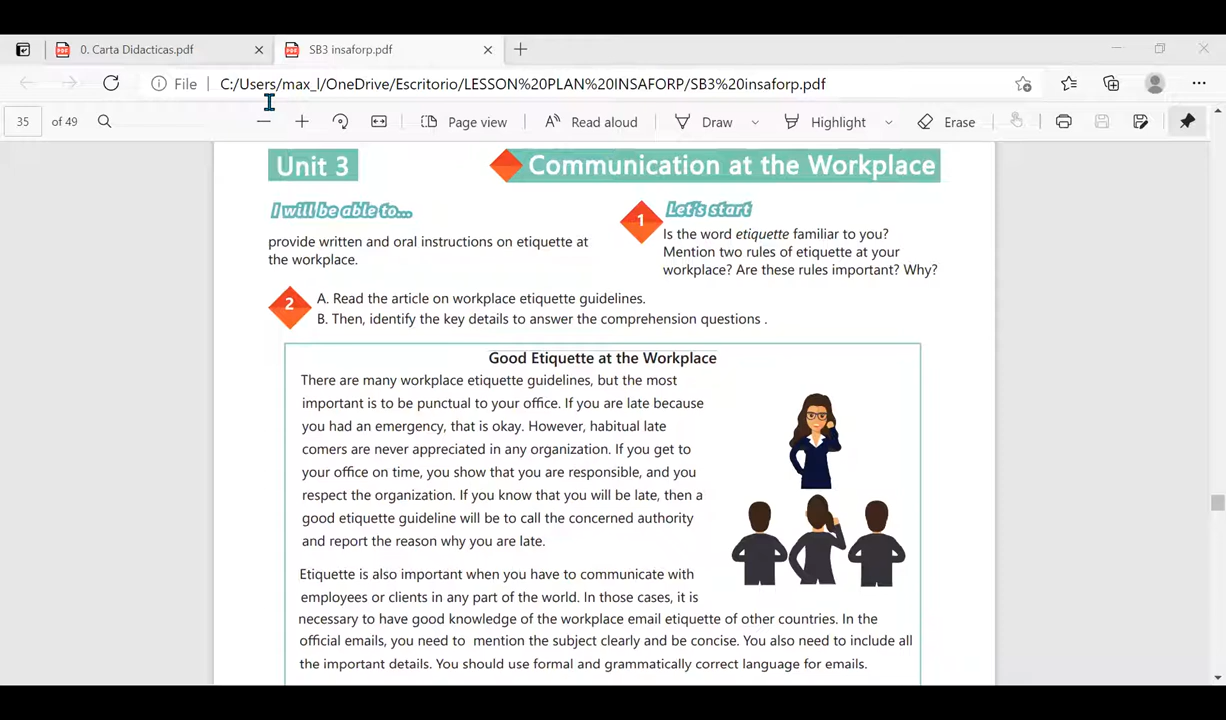 0. Carta Didacticas.pdf
SB3 insaforp.pdf
File
C:/Users/max_l/OneDrive/Escritorio/LESSON%20PLAN%20INSAFORP/SB3%20insaforp.pdf
35 of 49
Page view
Read aloud
Draw
Highlight
Erase
Unit 3
Communication at the Workplace
I will be able to...
provide written and oral instructions on etiquette at
the workplace.
1
Let's start
Is the word etiquette familiar to you?
Mention two rules of etiquette at your
workplace? Are these rules important? Why?
2
A. Read the article on workplace etiquette guidelines.
B. Then, identify the key details to answer the comprehension questions .
Good Etiquette at the Workplace
There are many workplace etiquette guidelines, but the most
important is to be punctual to your office. If you are late because
you had an emergency, that is okay. However, habitual late
comers are never appreciated in any organization. If you get to
your office on time, you show that you are responsible, and you
respect the organization. If you know that you will be late, then a
good etiquette guideline will be to call the concerned authority
and report the reason why you are late.
Etiquette is also important when you have to communicate with
employees or clients in any part of the world. In those cases, it is
necessary to have good knowledge of the workplace email etiquette of other countries. In the
official emails, you need to mention the subject clearly and be concise. You also need to include all
the important details. You should use formal and grammatically correct language for emails.